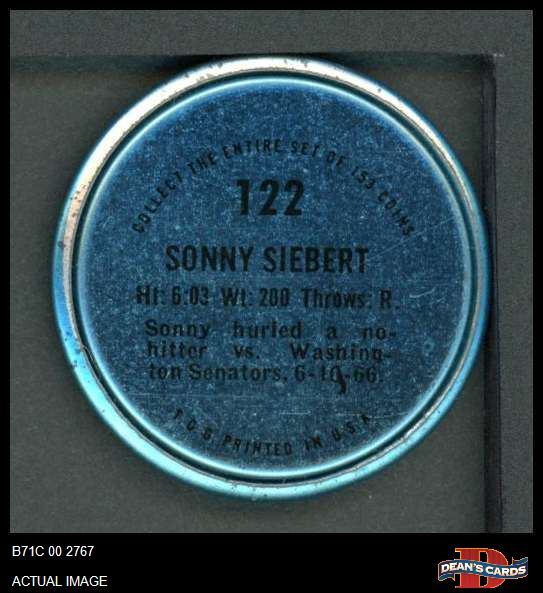 COLLECT THE ENTIRE SET OF 153 COINS
122
SONNY SIEBERT
Ht: 6:03 Wt: 200 Throws: R.
Sonny hurled a no-
hitter vs. Washing-
ton Senators, 6-10-66.
T.C.G. PRINTED IN U.S.A.
B71C 00 2767
ACTUAL IMAGE
D
DEAN'S CARDS